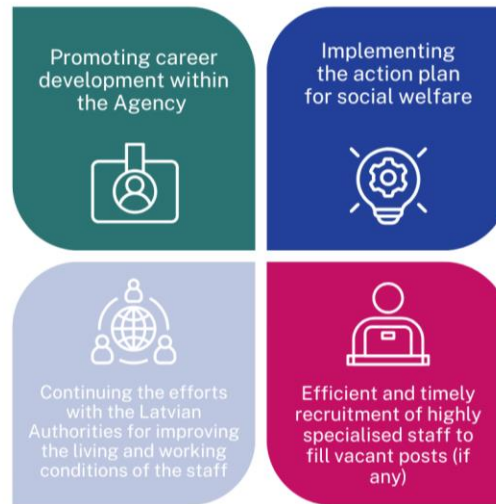 Promoting career
development within
the Agency
Implementing
the action plan
for social welfare
Continuing the efforts
with the Latvian
Authorities for improving
the living and working
conditions of the staff
Efficient and timely
recruitment of highly
specialised staff to
fill vacant posts (if
any)